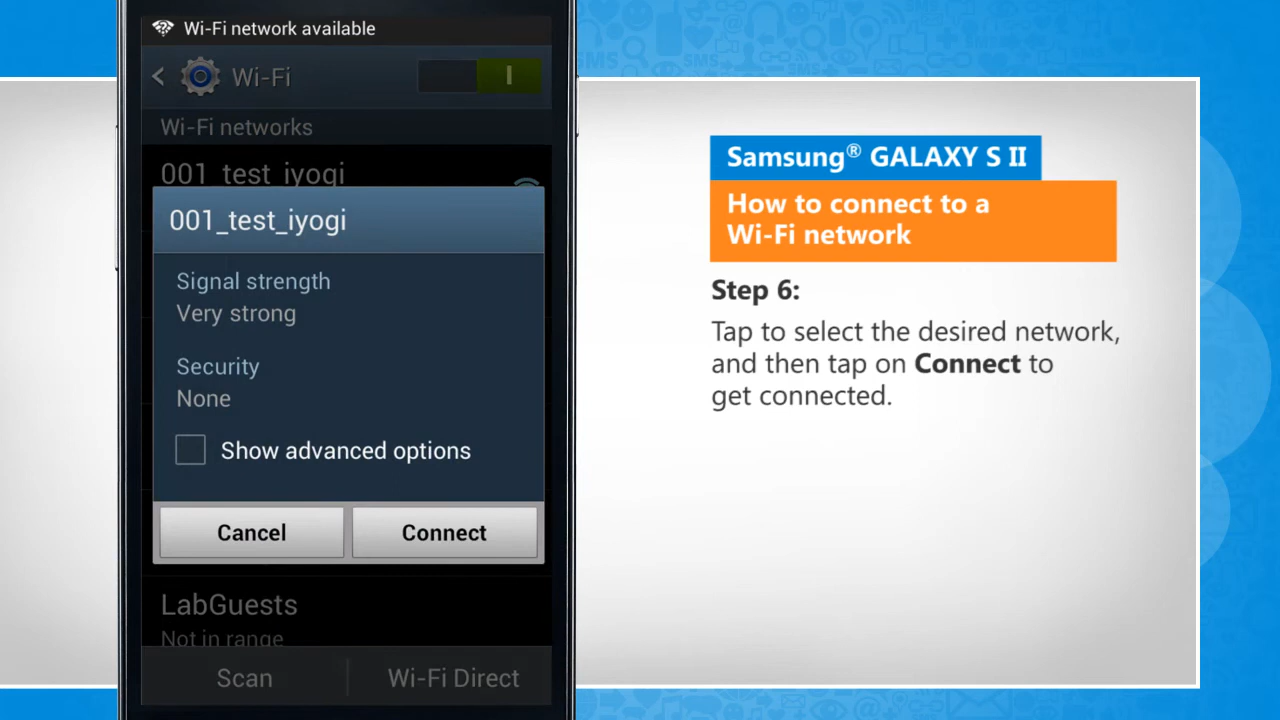 Wi-Fi network available
Wi-Fi
Wi-Fi networks
001_test_iyogi
001_test_iyogi
Signal strength
Very strong
Security
None
Show advanced options
Cancel
Connect
LabGuests
Not in range
Scan
Wi-Fi Direct
Samsung® GALAXY S II
How to connect to a
Wi-Fi network
Step 6:
Tap to select the desired network,
and then tap on Connect to
get connected.
SMS
SMS